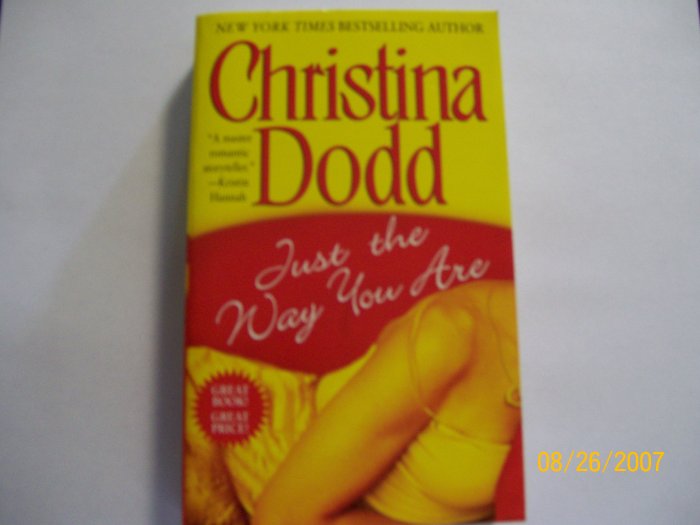 NEW YORK TIMES BESTSELLING AUTHOR
Christina
Dodd
"A master
romantic
storyteller."
—Kristin
Hannah
Just the
Way You Are
GREAT
BOOK!
GREAT
PRICE!
08/26/2007